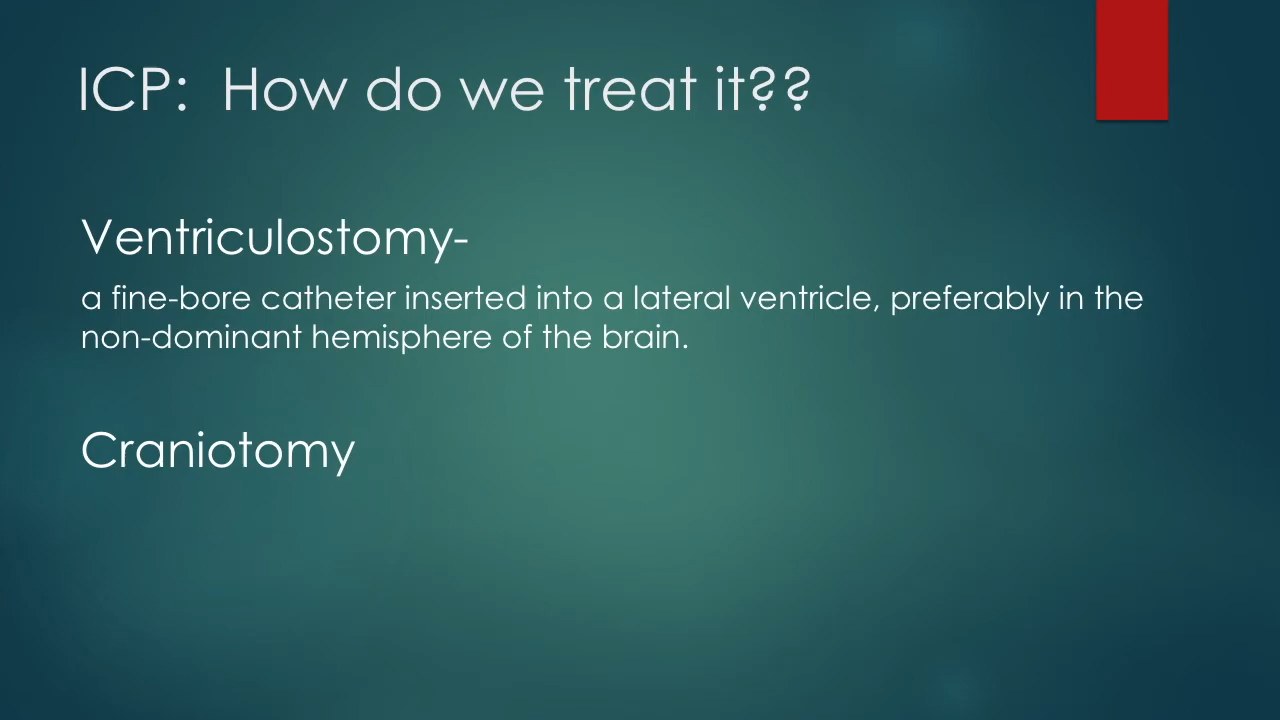 ICP:  How do we treat it??
Ventriculostomy-
a fine-bore catheter inserted into a lateral ventricle, preferably in the
non-dominant hemisphere of the brain.
Craniotomy